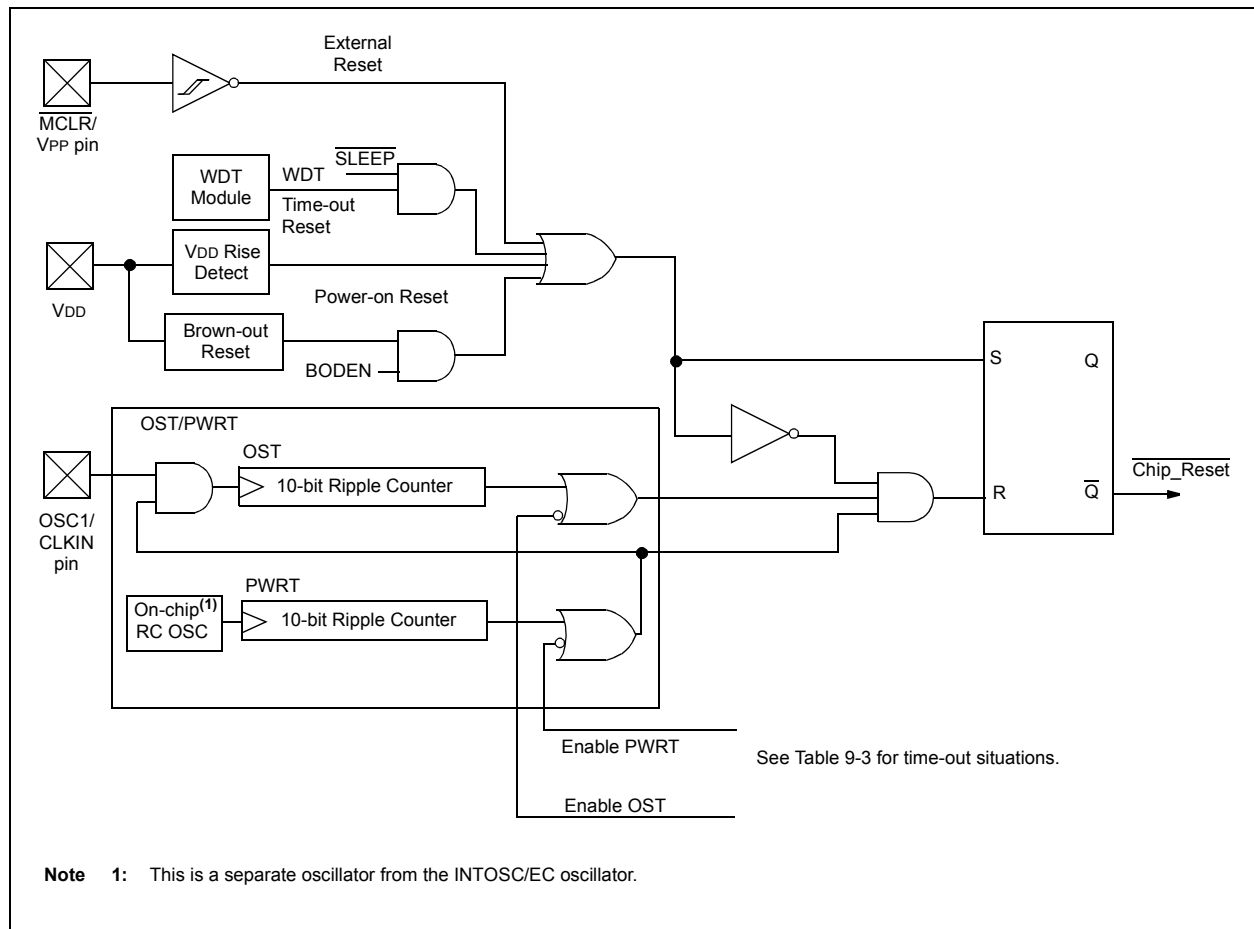 External
Reset
MCLR/
VPP pin
SLEEP
WDT
Module
WDT
Time-out
Reset
VDD
VDD Rise
Detect
Power-on Reset
Brown-out
Reset
BODEN
S
Q
OST/PWRT
OST
10-bit Ripple Counter
OSC1/
CLKIN
pin
R
Q
Chip_Reset
PWRT
On-chip(1)
RC OSC
10-bit Ripple Counter
Enable PWRT
See Table 9-3 for time-out situations.
Enable OST
Note 1: This is a separate oscillator from the INTOSC/EC oscillator.